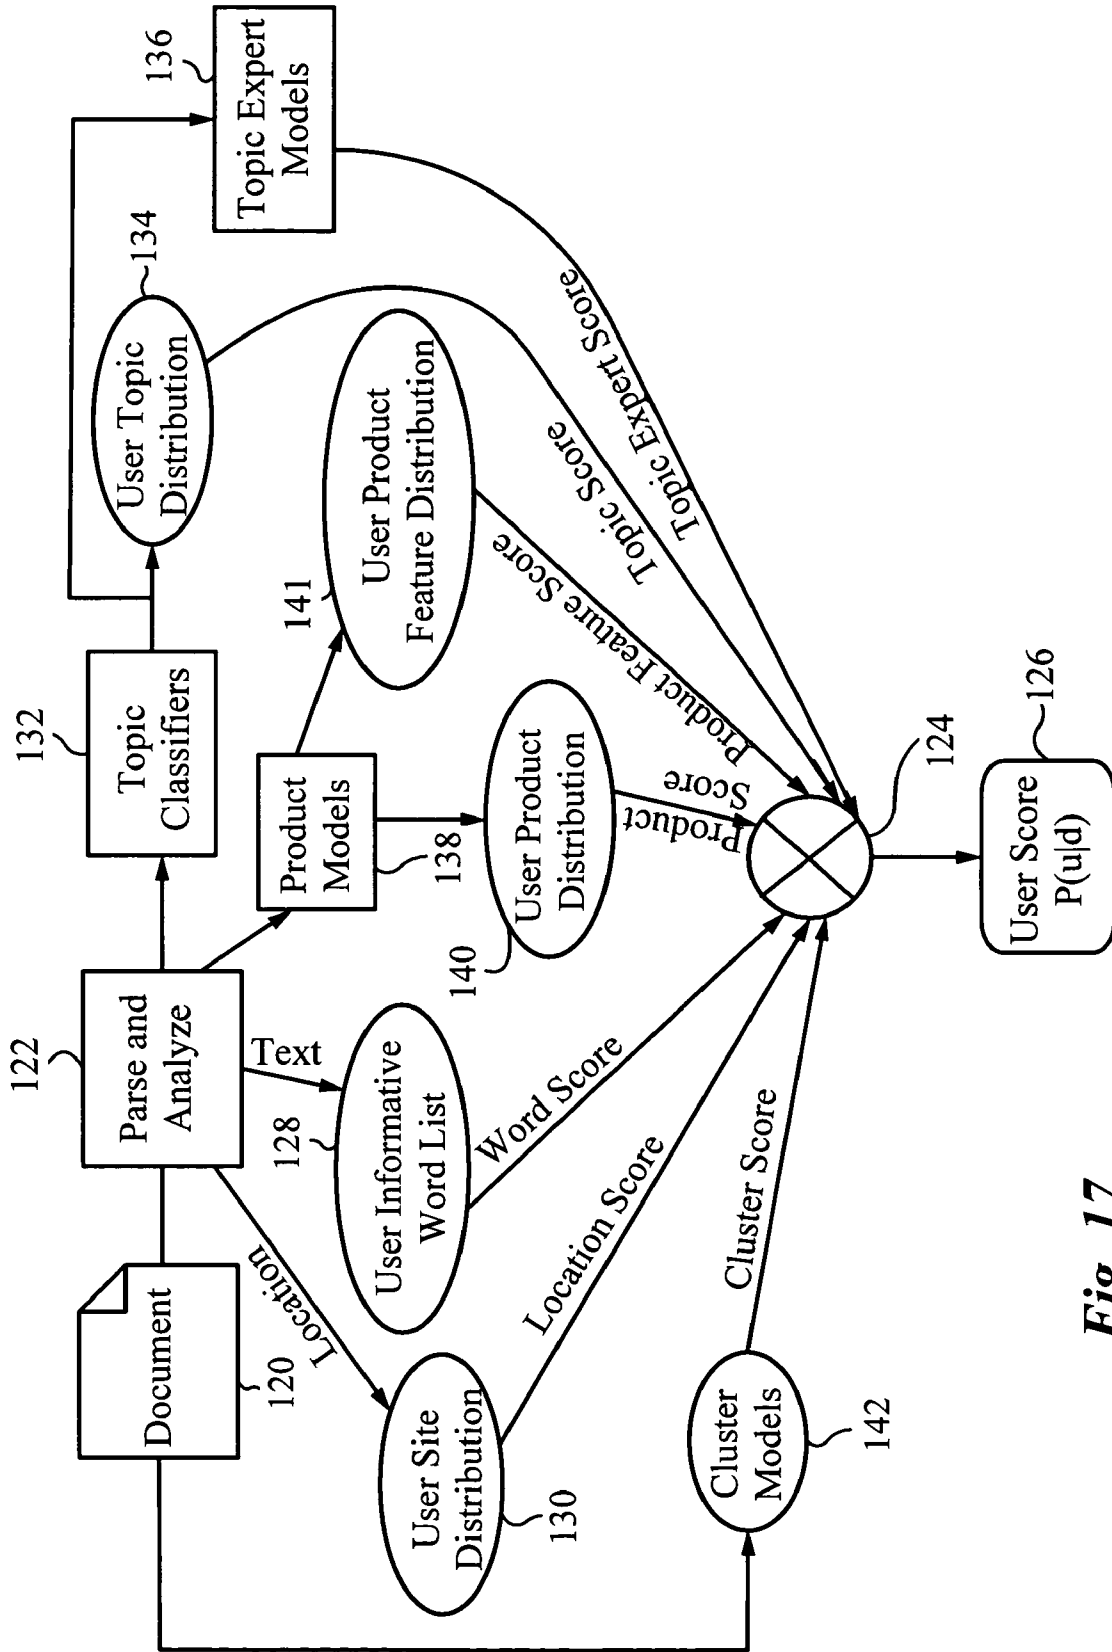 120
Document
122
Parse and
Analyze
132
Topic
Classifiers
134
User Topic
Distribution
136
Topic Expert
Models
Location
Text
128
User Informative
Word List
138
Product
Models
141
User Product
Feature Distribution
130
User Site
Distribution
140
User Product
Distribution
142
Cluster
Models
Cluster Score
Location Score
Word Score
Product
Score
Product Feature Score
Topic Score
Topic Expert Score
124
126
User Score
P(u|d)
Fig. 17